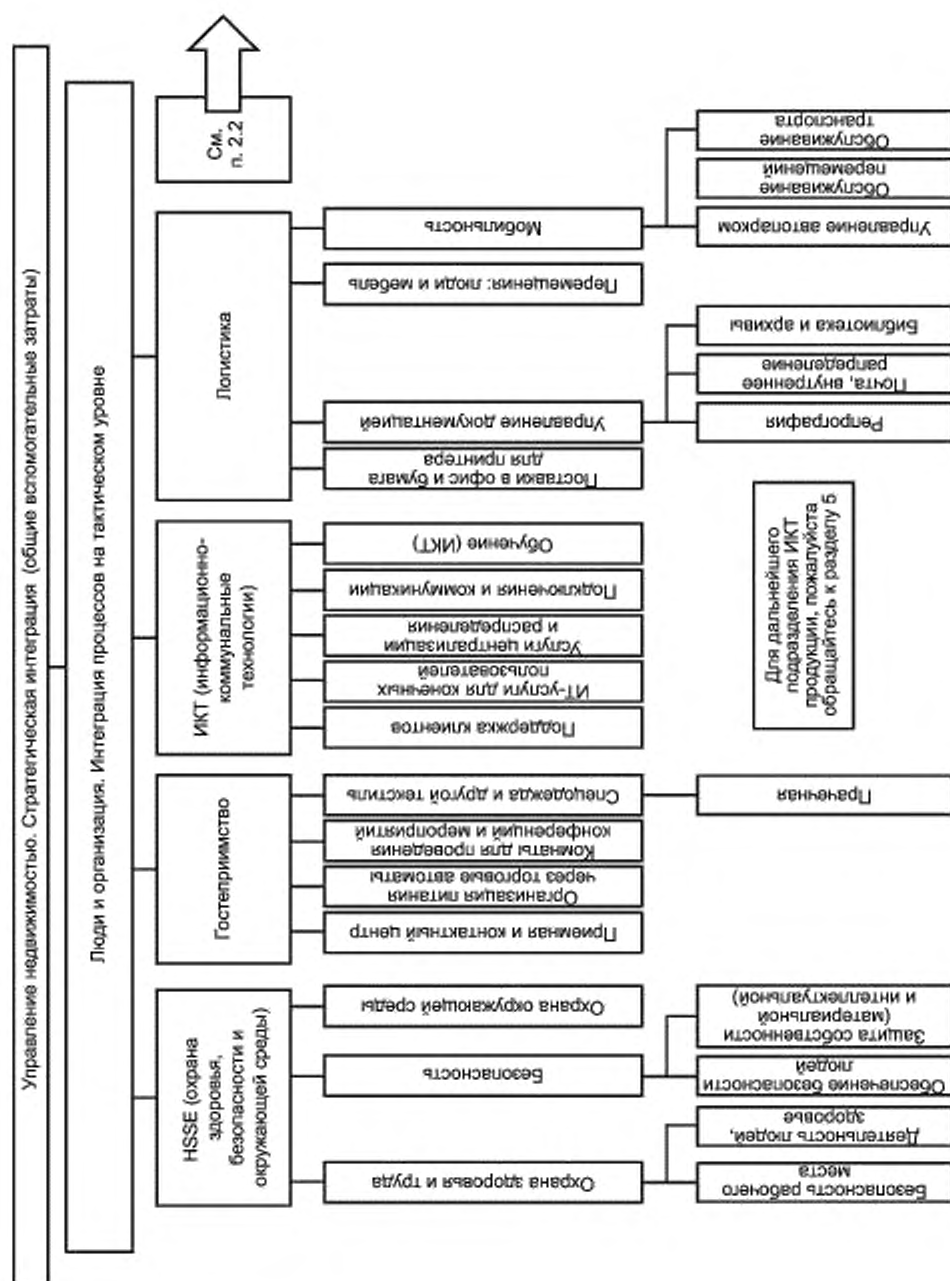 Управление недвижимостью. Стратегическая интеграция (общие вспомогательные затраты)
Люди и организация. Интеграция процессов на тактическом уровне
HSSE (охрана
здоровья,
безопасности и
окружающей среды)
Охрана здоровья и труда
Безопасность рабочего
места
Деятельность людей,
здоровье
Безопасность
Обеспечение безопасности
людей
Защита собственности
(материальной
и интеллектуальной)
Охрана окружающей среды
Гостеприимство
Приемная и контактный центр
Организация питания
через торговые автоматы
Комнаты для проведения
конференций и мероприятий
Спецодежда и другой текстиль
Прачечная
ИКТ (информационно-
коммунальные
технологии)
Поддержка клиентов
ИТ-услуги для конечных
пользователей
Услуги централизации
и распределения
Подключения и коммуникации
Обучение (ИКТ)
Для дальнейшего
подразделения ИКТ
продукции, пожалуйста
обращайтесь к разделу 5
Логистика
Поставки в офис и бумага
для принтера
Управление документацией
Репрография
Почта, внутреннее
рапределение
Библиотека и архивы
Перемещения: люди и мебель
Мобильность
Управление автопарком
Обслуживание
перемещений
Обслуживание
транспорта
См.
п. 2.2